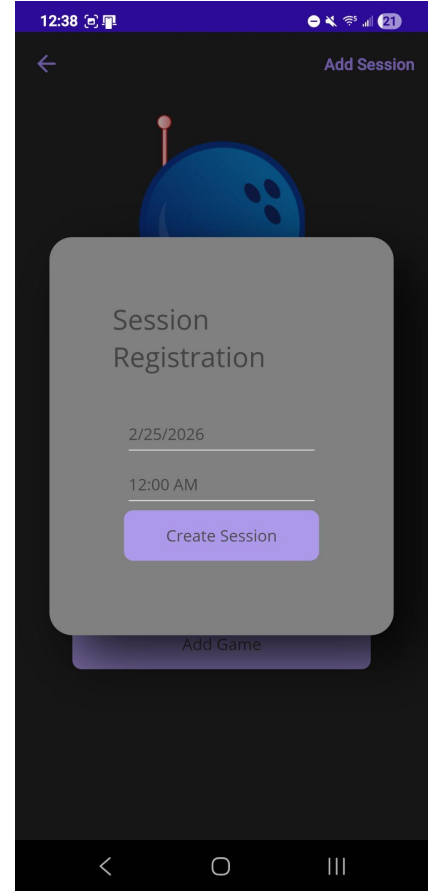 12:38
21
Add Session
Session
Registration
2/25/2026
12:00 AM
Create Session
Add Game